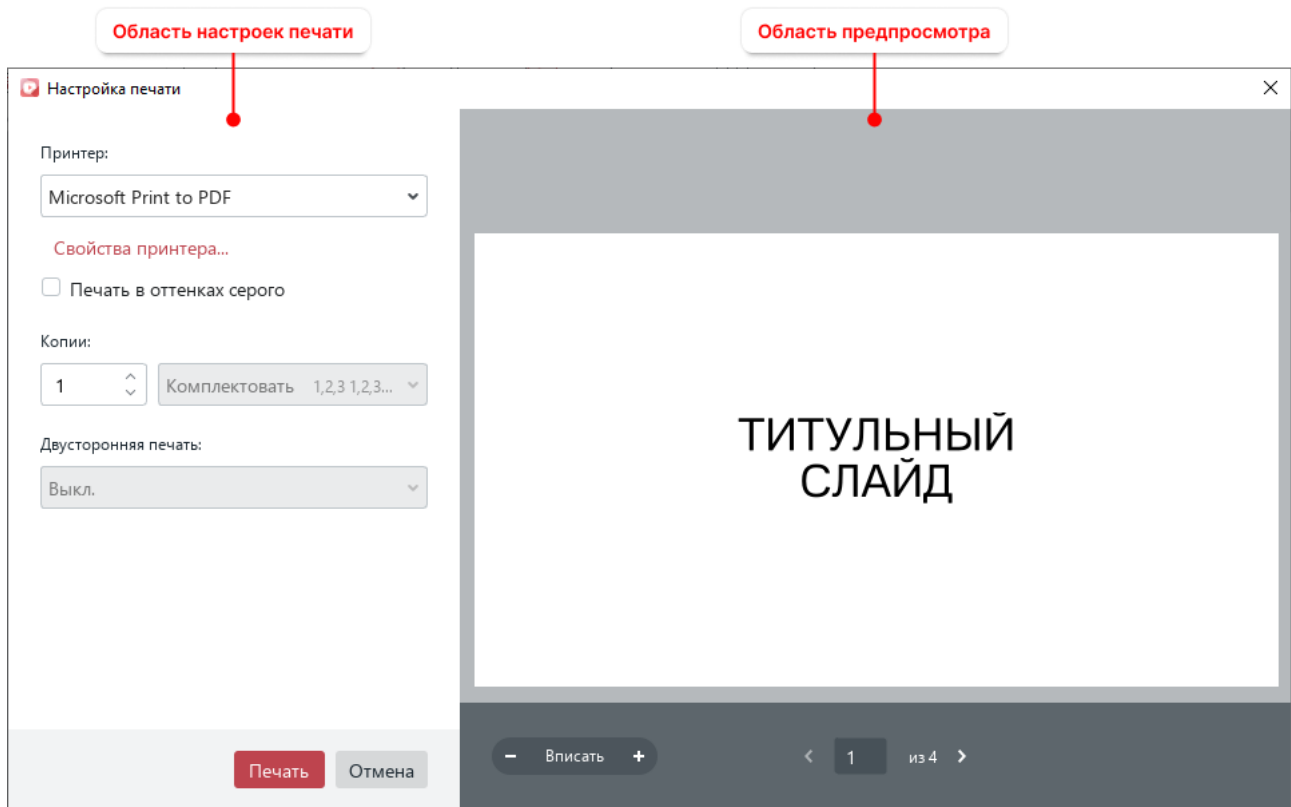 Область настроек печати
Область предпросмотра
Настройка печати
Принтер:
Microsoft Print to PDF
Свойства принтера...
Печать в оттенках серого
Копии:
1
Комплектовать 1,2,3 1,2,3...
Двусторонняя печать:
Выкл.
Печать
Отмена
ТИТУЛЬНЫЙ
СЛАЙД
− Вписать +
1 из 4